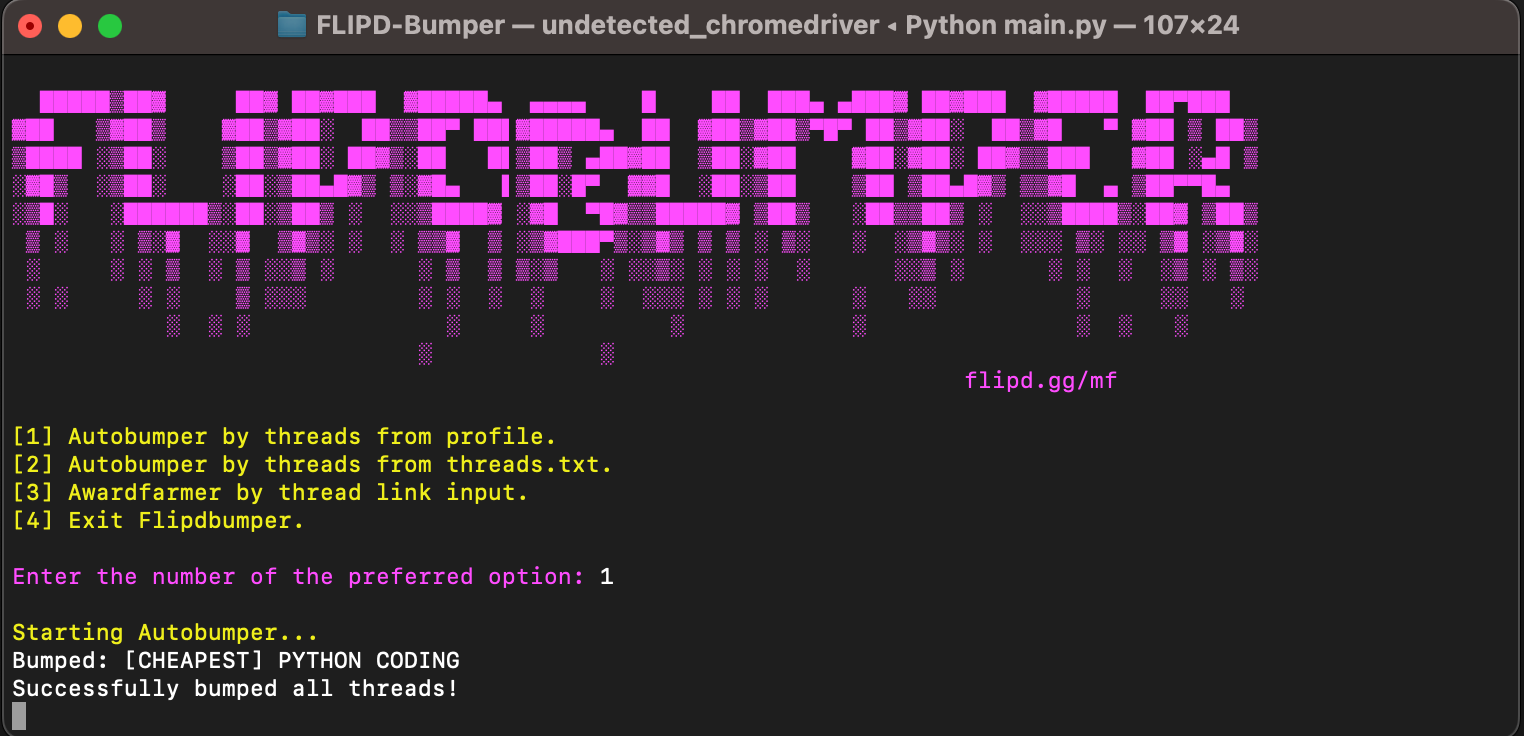 FLIPD-Bumper — undetected_chromedriver ◂ Python main.py — 107×24
flipd.gg/mf
[1] Autobumper by threads from profile.
[2] Autobumper by threads from threads.txt.
[3] Awardfarmer by thread link input.
[4] Exit Flipdbumper.
Enter the number of the preferred option: 1
Starting Autobumper...
Bumped: [CHEAPEST] PYTHON CODING
Successfully bumped all threads!